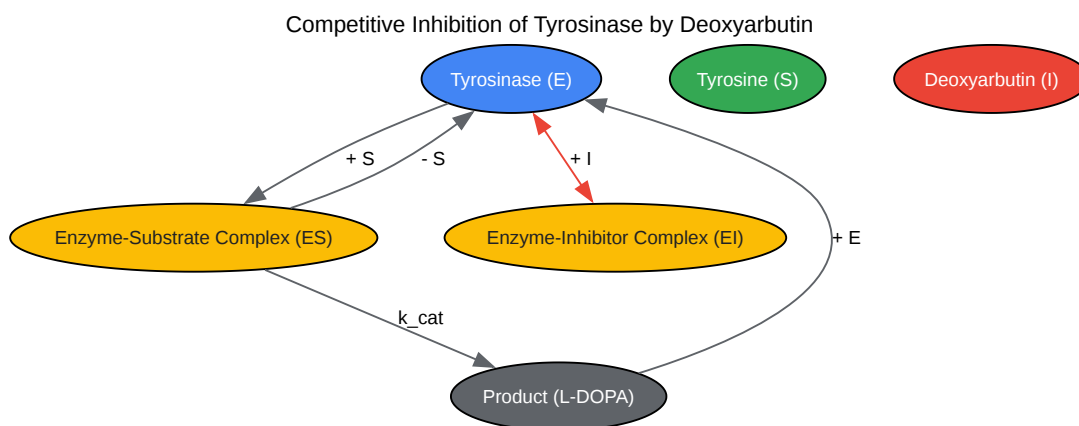 Competitive Inhibition of Tyrosinase by Deoxyarbutin
Tyrosinase (E)
Tyrosine (S)
Deoxyarbutin (I)
+ S
- S
+ I
Enzyme-Substrate Complex (ES)
Enzyme-Inhibitor Complex (EI)
+ E
k_cat
Product (L-DOPA)